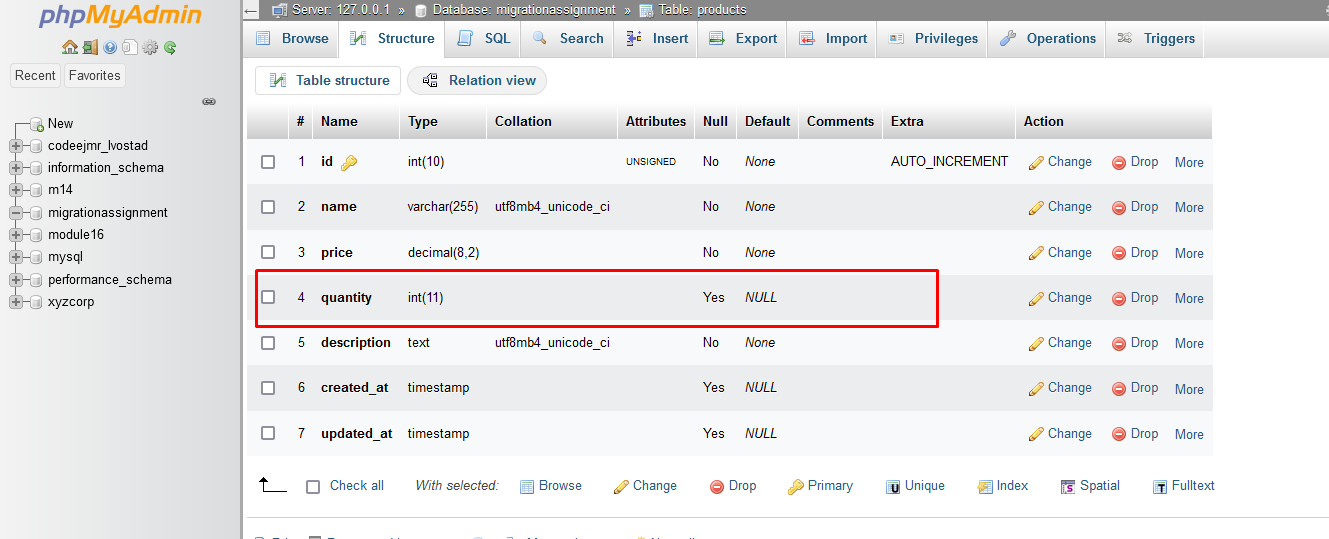 phpMyAdmin
Recent Favorites
New
codeejmr_lvostad
information_schema
m14
migrationassignment
module16
mysql
performance_schema
xyzcorp
Server: 127.0.0.1 » Database: migrationassignment » Table: products
Browse Structure SQL Search Insert Export Import Privileges Operations Triggers
Table structure Relation view
# Name Type Collation Attributes Null Default Comments Extra Action
1 id int(10) UNSIGNED No None AUTO_INCREMENT Change Drop More
2 name varchar(255) utf8mb4_unicode_ci No None Change Drop More
3 price decimal(8,2) No None Change Drop More
4 quantity int(11) Yes NULL Change Drop More
5 description text utf8mb4_unicode_ci No None Change Drop More
6 created_at timestamp Yes NULL Change Drop More
7 updated_at timestamp Yes NULL Change Drop More
Check all With selected: Browse Change Drop Primary Unique Index Spatial Fulltext